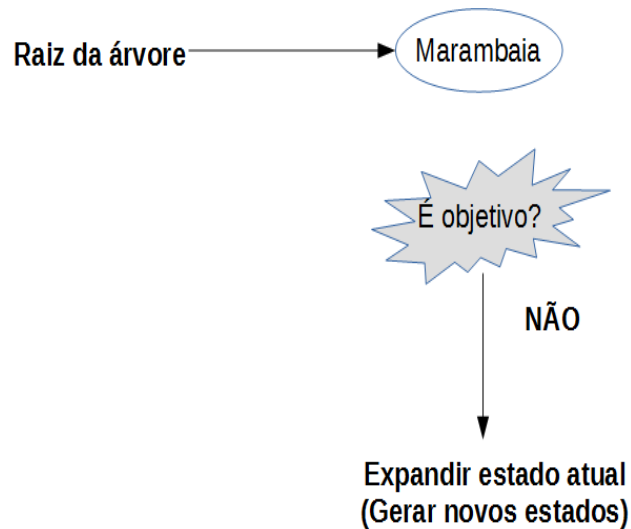 Raiz da árvore
Marambaia
É objetivo?
NÃO
Expandir estado atual
(Gerar novos estados)